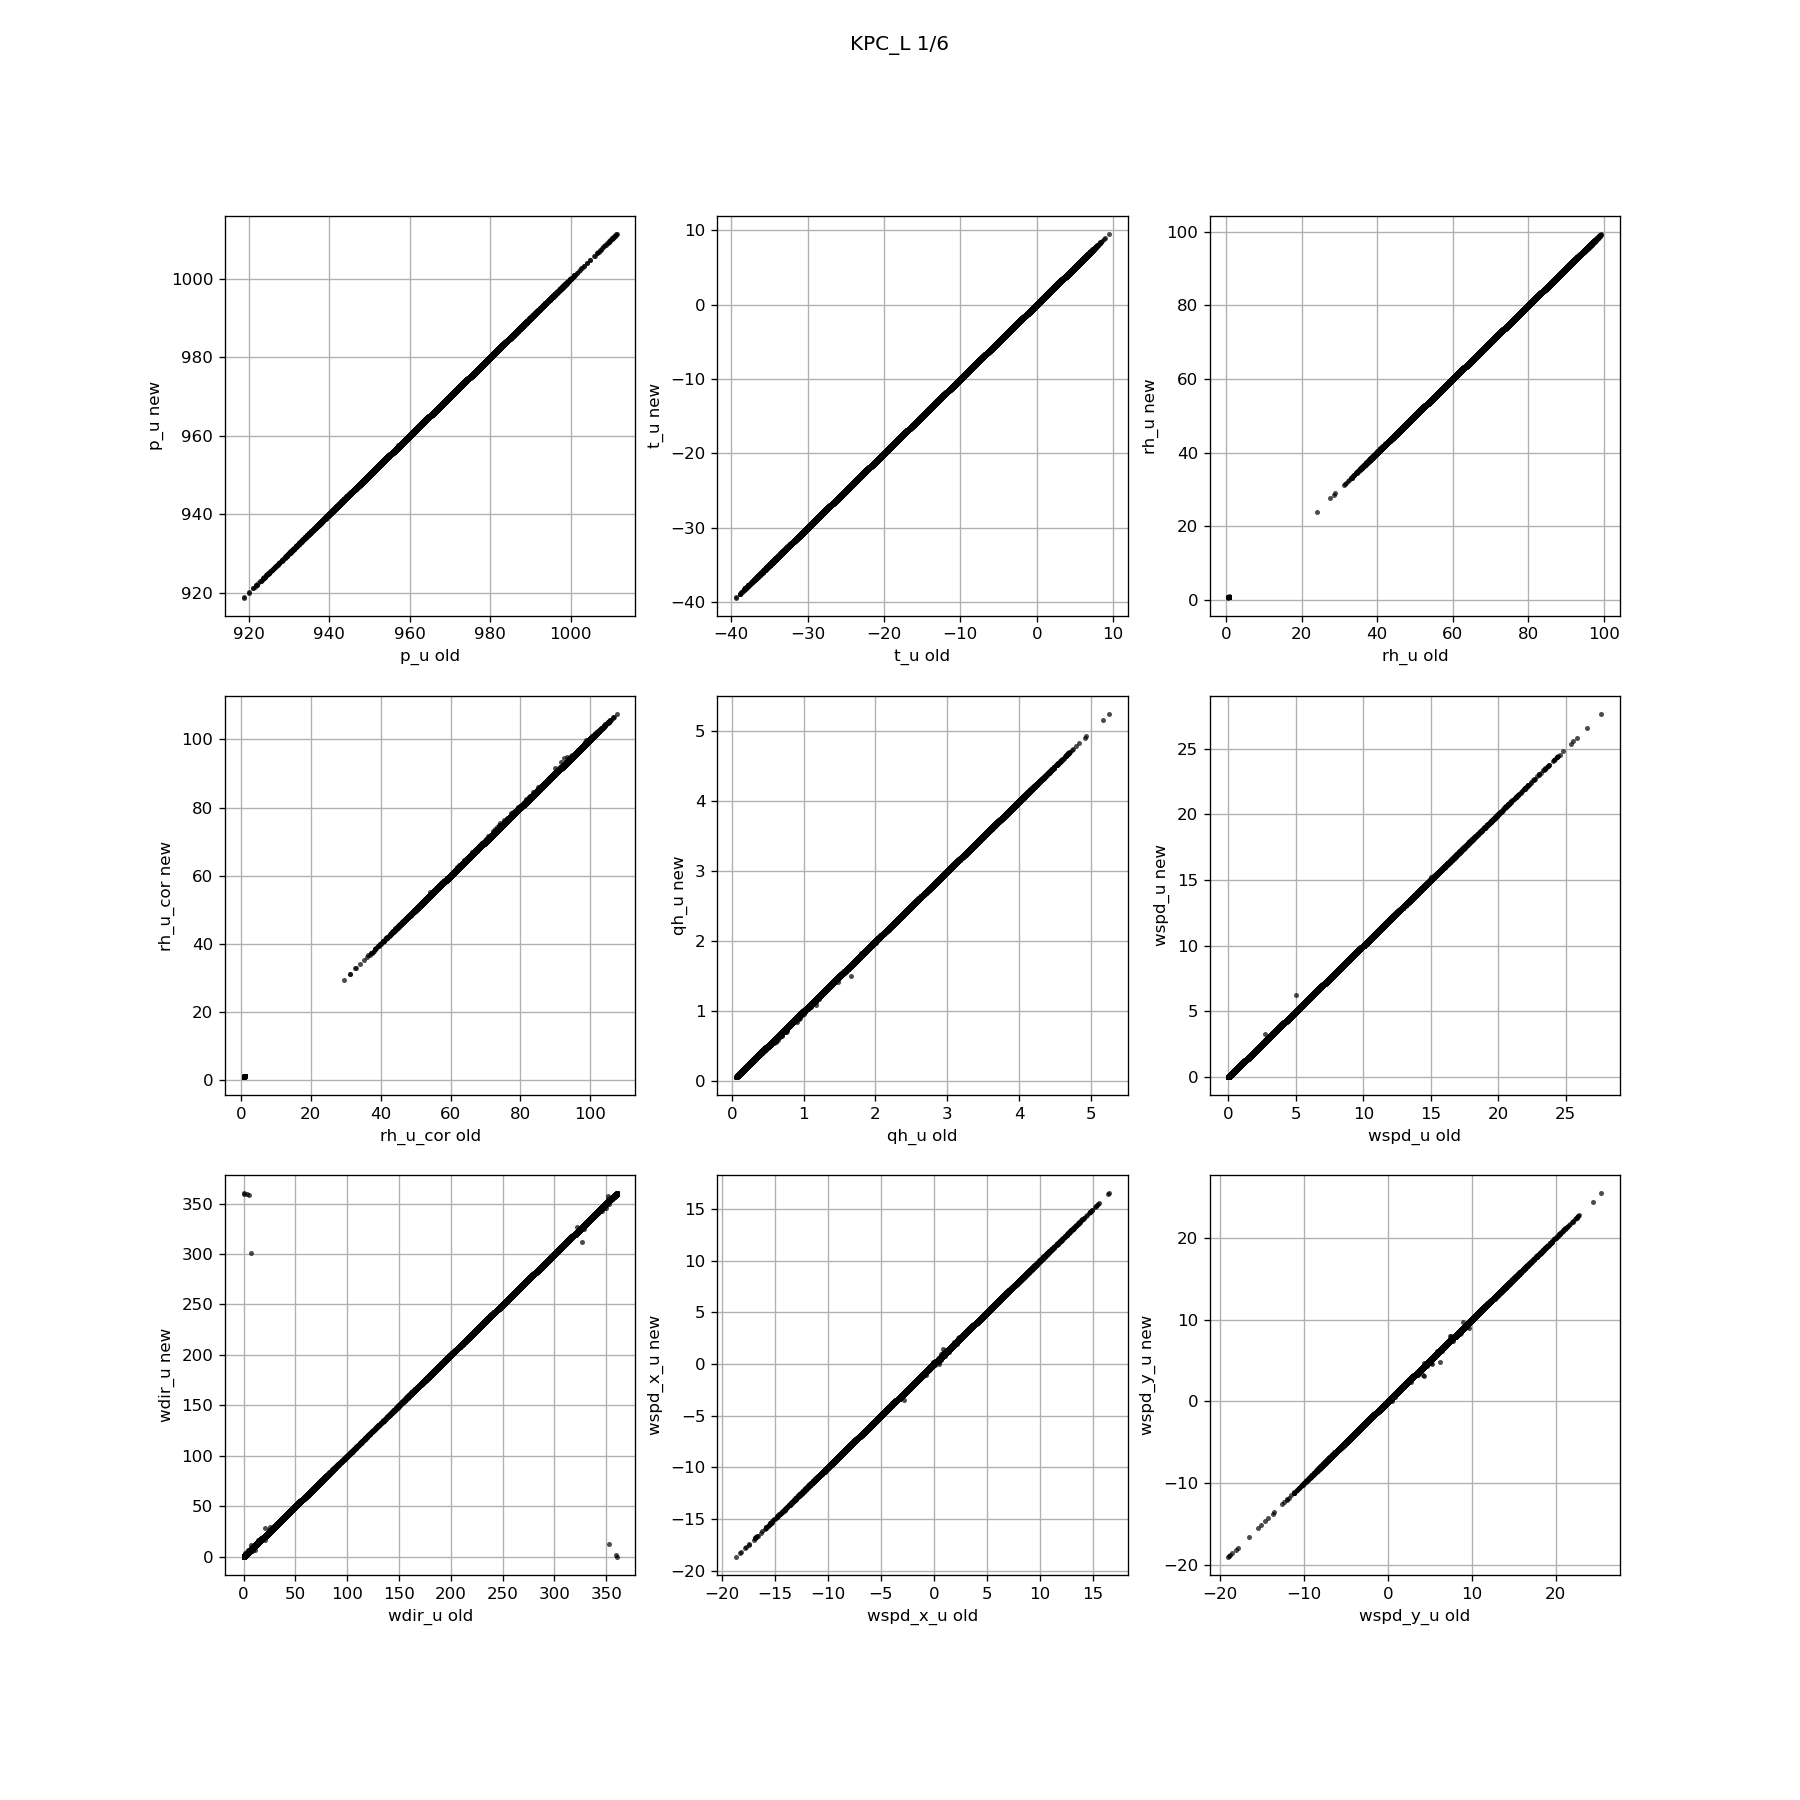 KPC_L 1/6
1000
980
960
940
920
p_u new
920 940 960 980 1000
p_u old
10
0
−10
−20
−30
−40
t_u new
−40 −30 −20 −10 0 10
t_u old
100
80
60
40
20
0
rh_u new
0 20 40 60 80 100
rh_u old
100
80
60
40
20
0
rh_u_cor new
0 20 40 60 80 100
rh_u_cor old
5
4
3
2
1
0
qh_u new
0 1 2 3 4 5
qh_u old
25
20
15
10
5
0
wspd_u new
0 5 10 15 20 25
wspd_u old
350
300
250
200
150
100
50
0
wdir_u new
0 50 100 150 200 250 300 350
wdir_u old
15
10
5
0
−5
−10
−15
−20
wspd_x_u new
−20 −15 −10 −5 0 5 10 15
wspd_x_u old
20
10
0
−10
−20
wspd_y_u new
−20 −10 0 10 20
wspd_y_u old